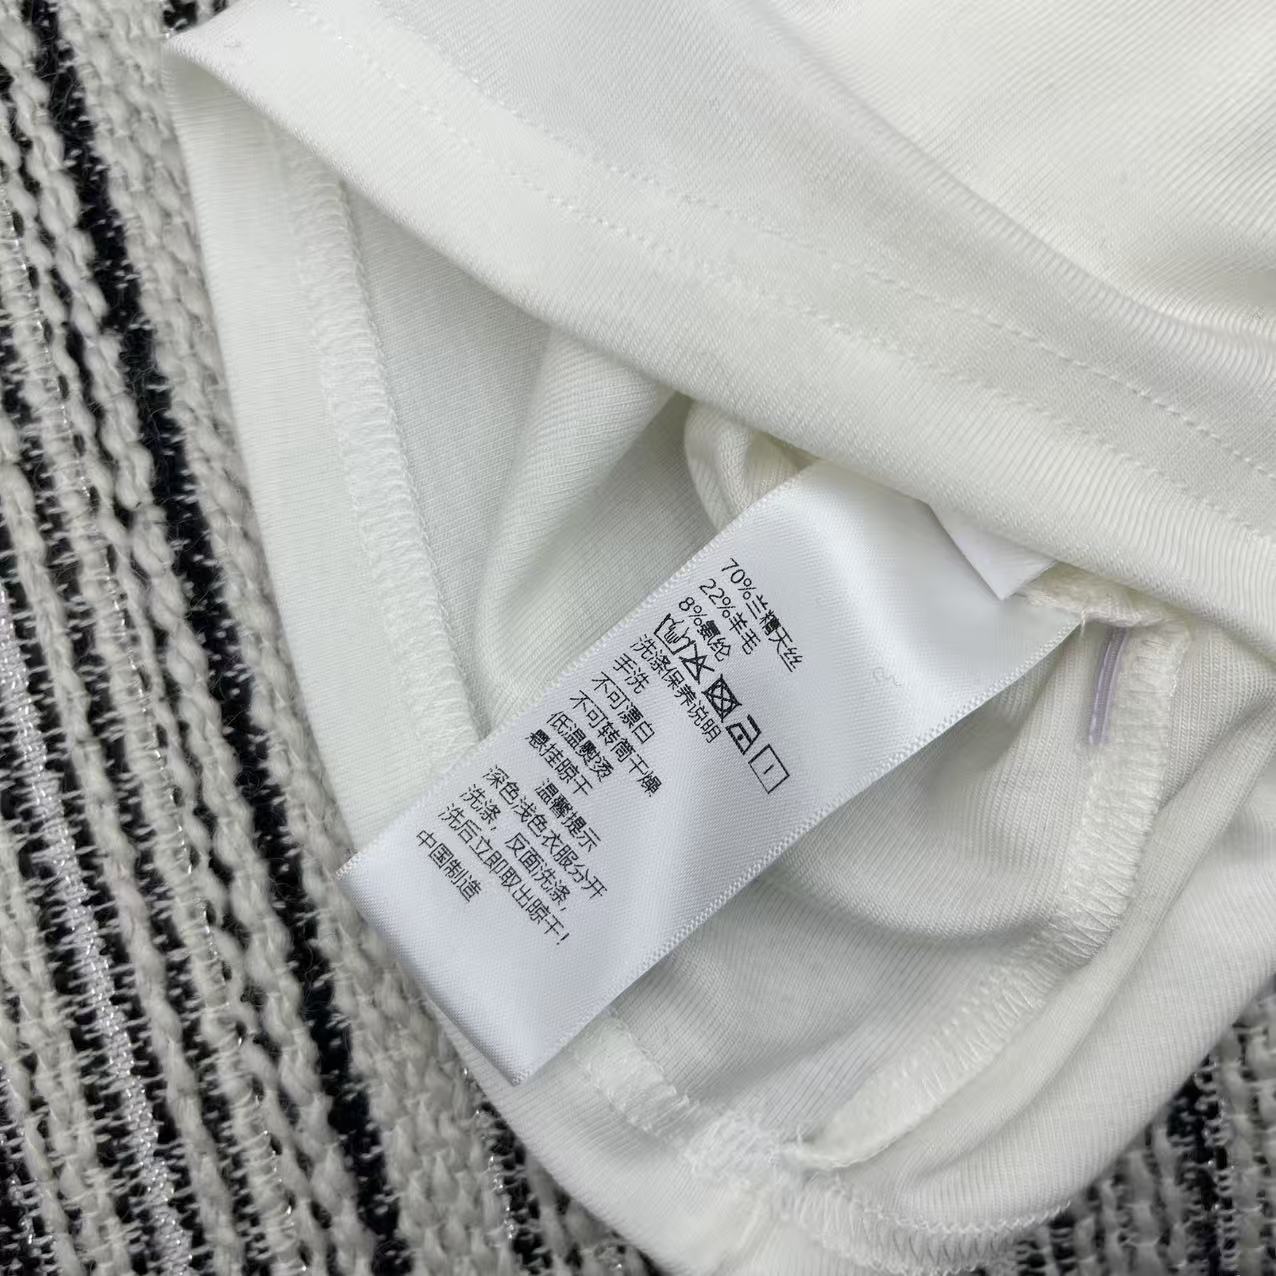 70%兰精天丝
22%羊毛
8%氨纶
洗涤保养说明
手洗
不可漂白
不可转筒干燥
低温熨烫
悬挂晾干
温馨提示
深色浅色衣服分开
洗涤，反面洗涤，
洗后立即取出晾干！
中国制造